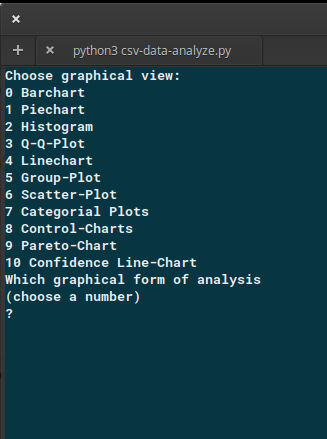 python3 csv-data-analyze.py
Choose graphical view:
0 Barchart
1 Piechart
2 Histogram
3 Q-Q-Plot
4 Linechart
5 Group-Plot
6 Scatter-Plot
7 Categorial Plots
8 Control-Charts
9 Pareto-Chart
10 Confidence Line-Chart
Which graphical form of analysis
(choose a number)
?